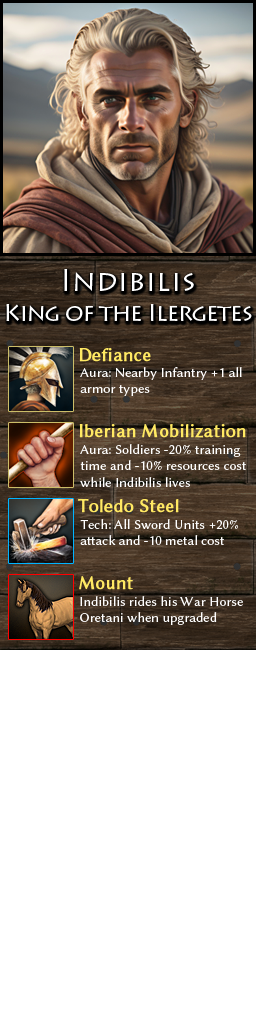 Indibilis
King of the Ilergetes
Defiance
Aura: Nearby Infantry +1 all
armor types
Iberian Mobilization
Aura: Soldiers -20% training
time and -10% resources cost
while Indibilis lives
Toledo Steel
Tech: All Sword Units +20%
attack and -10 metal cost
Mount
Indibilis rides his War Horse
Oretani when upgraded